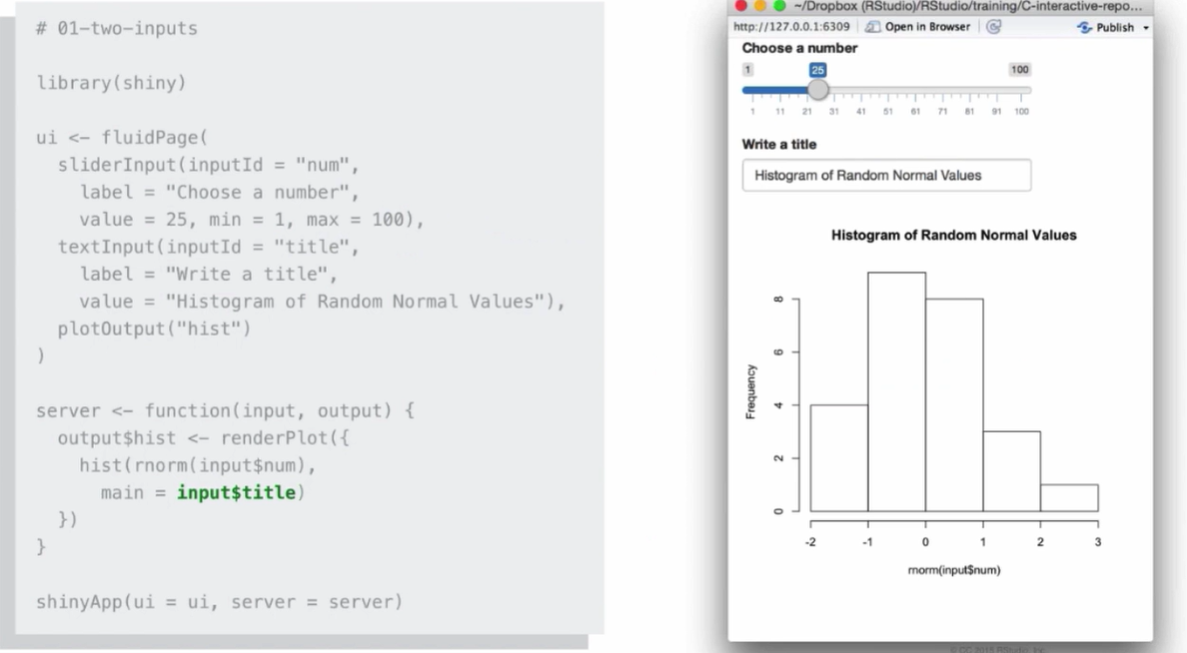 # 01-two-inputs
library(shiny)
ui <- fluidPage(
  sliderInput(inputId = "num",
    label = "Choose a number",
    value = 25, min = 1, max = 100),
  textInput(inputId = "title",
    label = "Write a title",
    value = "Histogram of Random Normal Values"),
  plotOutput("hist")
)
server <- function(input, output) {
  output$hist <- renderPlot({
    hist(rnorm(input$num),
      main = input$title)
  })
}
shinyApp(ui = ui, server = server)
~/Dropbox (RStudio)/RStudio/training/C-interactive-repo...
http://127.0.0.1:6309 Open in Browser Publish
Choose a number
1 25 100
1 11 21 31 41 51 61 71 81 91 100
Write a title
Histogram of Random Normal Values
Histogram of Random Normal Values
Frequency
8
6
4
2
0
-2 -1 0 1 2 3
rnorm(input$num)
© CC 2015 RStudio, Inc.